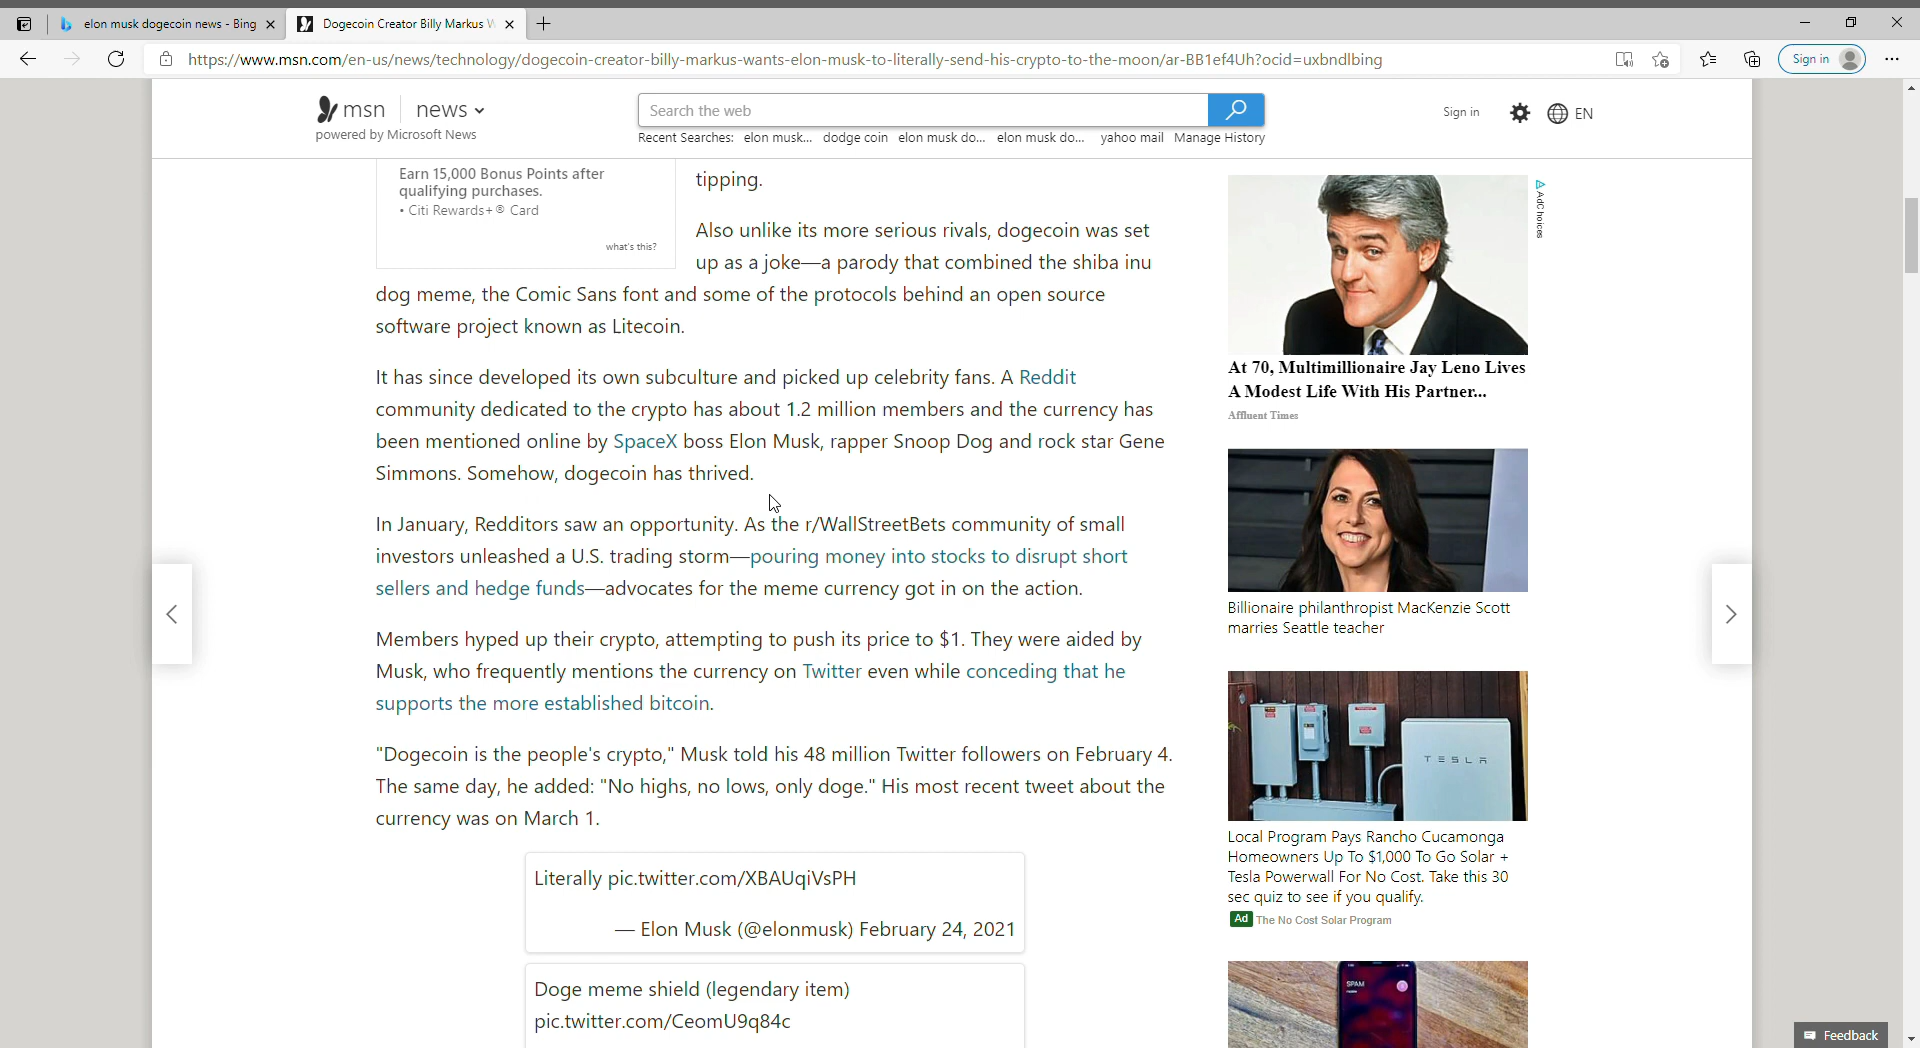 elon musk dogecoin news - Bing
Dogecoin Creator Billy Markus W
https://www.msn.com/en-us/news/technology/dogecoin-creator-billy-markus-wants-elon-musk-to-literally-send-his-crypto-to-the-moon/ar-BB1ef4Uh?ocid=uxbndlbing
Sign in
msn
news
powered by Microsoft News
Search the web
Recent Searches: elon musk... dodge coin elon musk do... elon musk do... yahoo mail Manage History
Sign in
EN
Earn 15,000 Bonus Points after
qualifying purchases.
• Citi Rewards+® Card
what's this?
tipping.
Also unlike its more serious rivals, dogecoin was set
up as a joke—a parody that combined the shiba inu
dog meme, the Comic Sans font and some of the protocols behind an open source
software project known as Litecoin.
It has since developed its own subculture and picked up celebrity fans. A Reddit
community dedicated to the crypto has about 1.2 million members and the currency has
been mentioned online by SpaceX boss Elon Musk, rapper Snoop Dog and rock star Gene
Simmons. Somehow, dogecoin has thrived.
In January, Redditors saw an opportunity. As the r/WallStreetBets community of small
investors unleashed a U.S. trading storm—pouring money into stocks to disrupt short
sellers and hedge funds—advocates for the meme currency got in on the action.
Members hyped up their crypto, attempting to push its price to $1. They were aided by
Musk, who frequently mentions the currency on Twitter even while conceding that he
supports the more established bitcoin.
"Dogecoin is the people's crypto," Musk told his 48 million Twitter followers on February 4.
The same day, he added: "No highs, no lows, only doge." His most recent tweet about the
currency was on March 1.
Literally pic.twitter.com/XBAUqiVsPH
— Elon Musk (@elonmusk) February 24, 2021
Doge meme shield (legendary item)
pic.twitter.com/CeomU9q84c
AdChoices
At 70, Multimillionaire Jay Leno Lives
A Modest Life With His Partner...
Affluent Times
Billionaire philanthropist MacKenzie Scott
marries Seattle teacher
TESLA
Local Program Pays Rancho Cucamonga
Homeowners Up To $1,000 To Go Solar +
Tesla Powerwall For No Cost. Take this 30
sec quiz to see if you qualify.
Ad The No Cost Solar Program
SPAM
Feedback